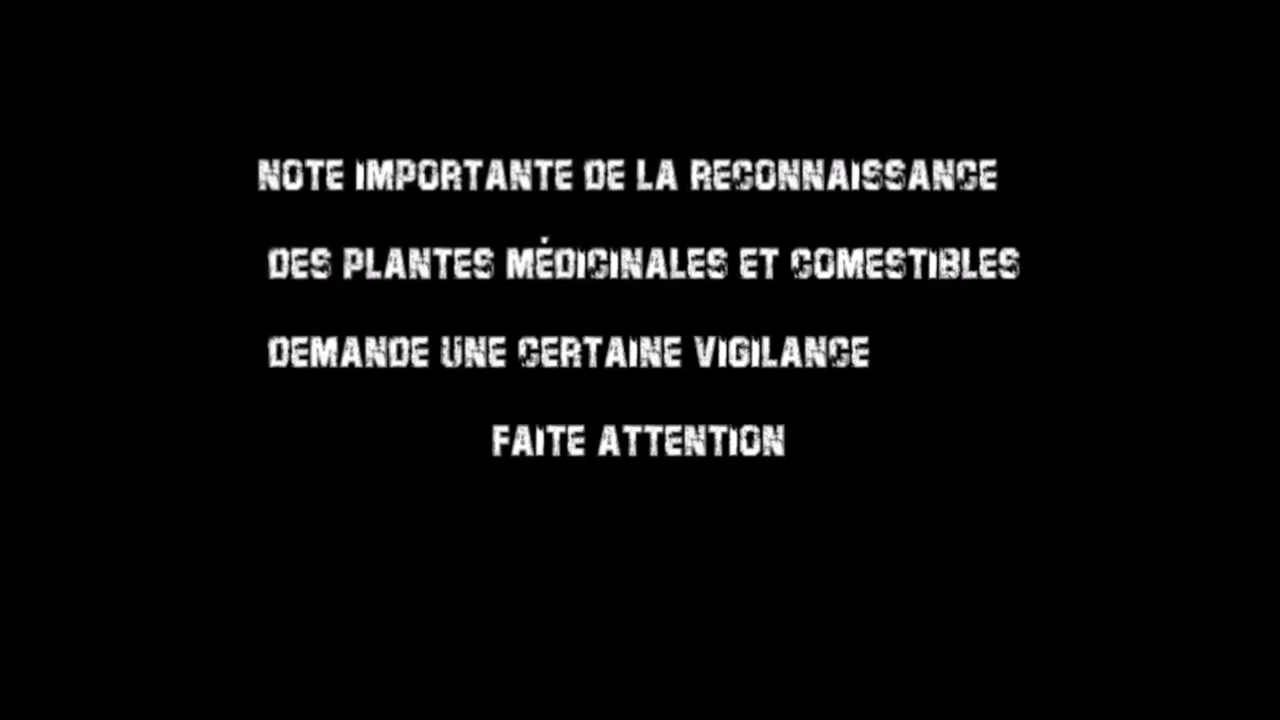 NOTE IMPORTANTE DE LA RECONNAISSANCE
DES PLANTES MÉDICINALES ET COMESTIBLES
DEMANDE UNE CERTAINE VIGILANCE
FAITE ATTENTION